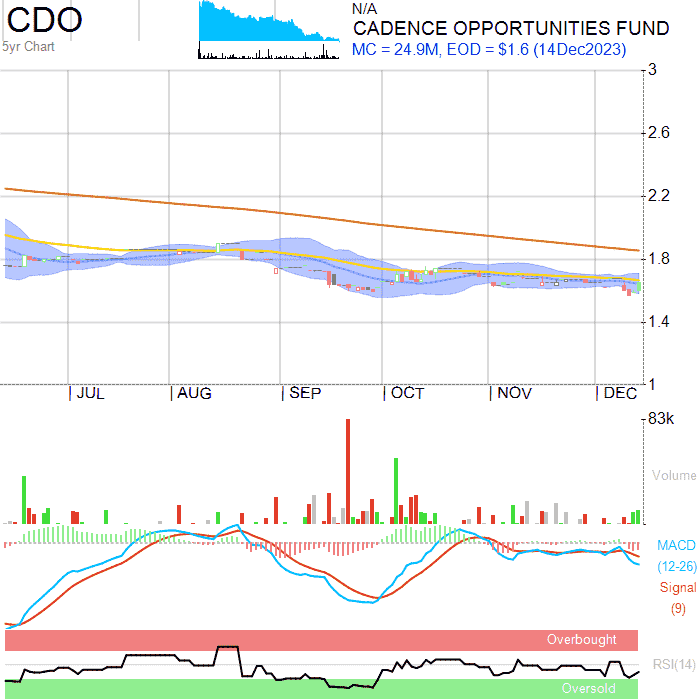 CDO
5yr Chart
N/A
CADENCE OPPORTUNITIES FUND
MC = 24.9M, EOD = $1.6 (14Dec2023)
3
2.6
2.2
1.8
1.4
1
JUL AUG SEP OCT NOV DEC
83k
Volume
MACD
(12-26)
Signal
(9)
Overbought
RSI(14)
Oversold